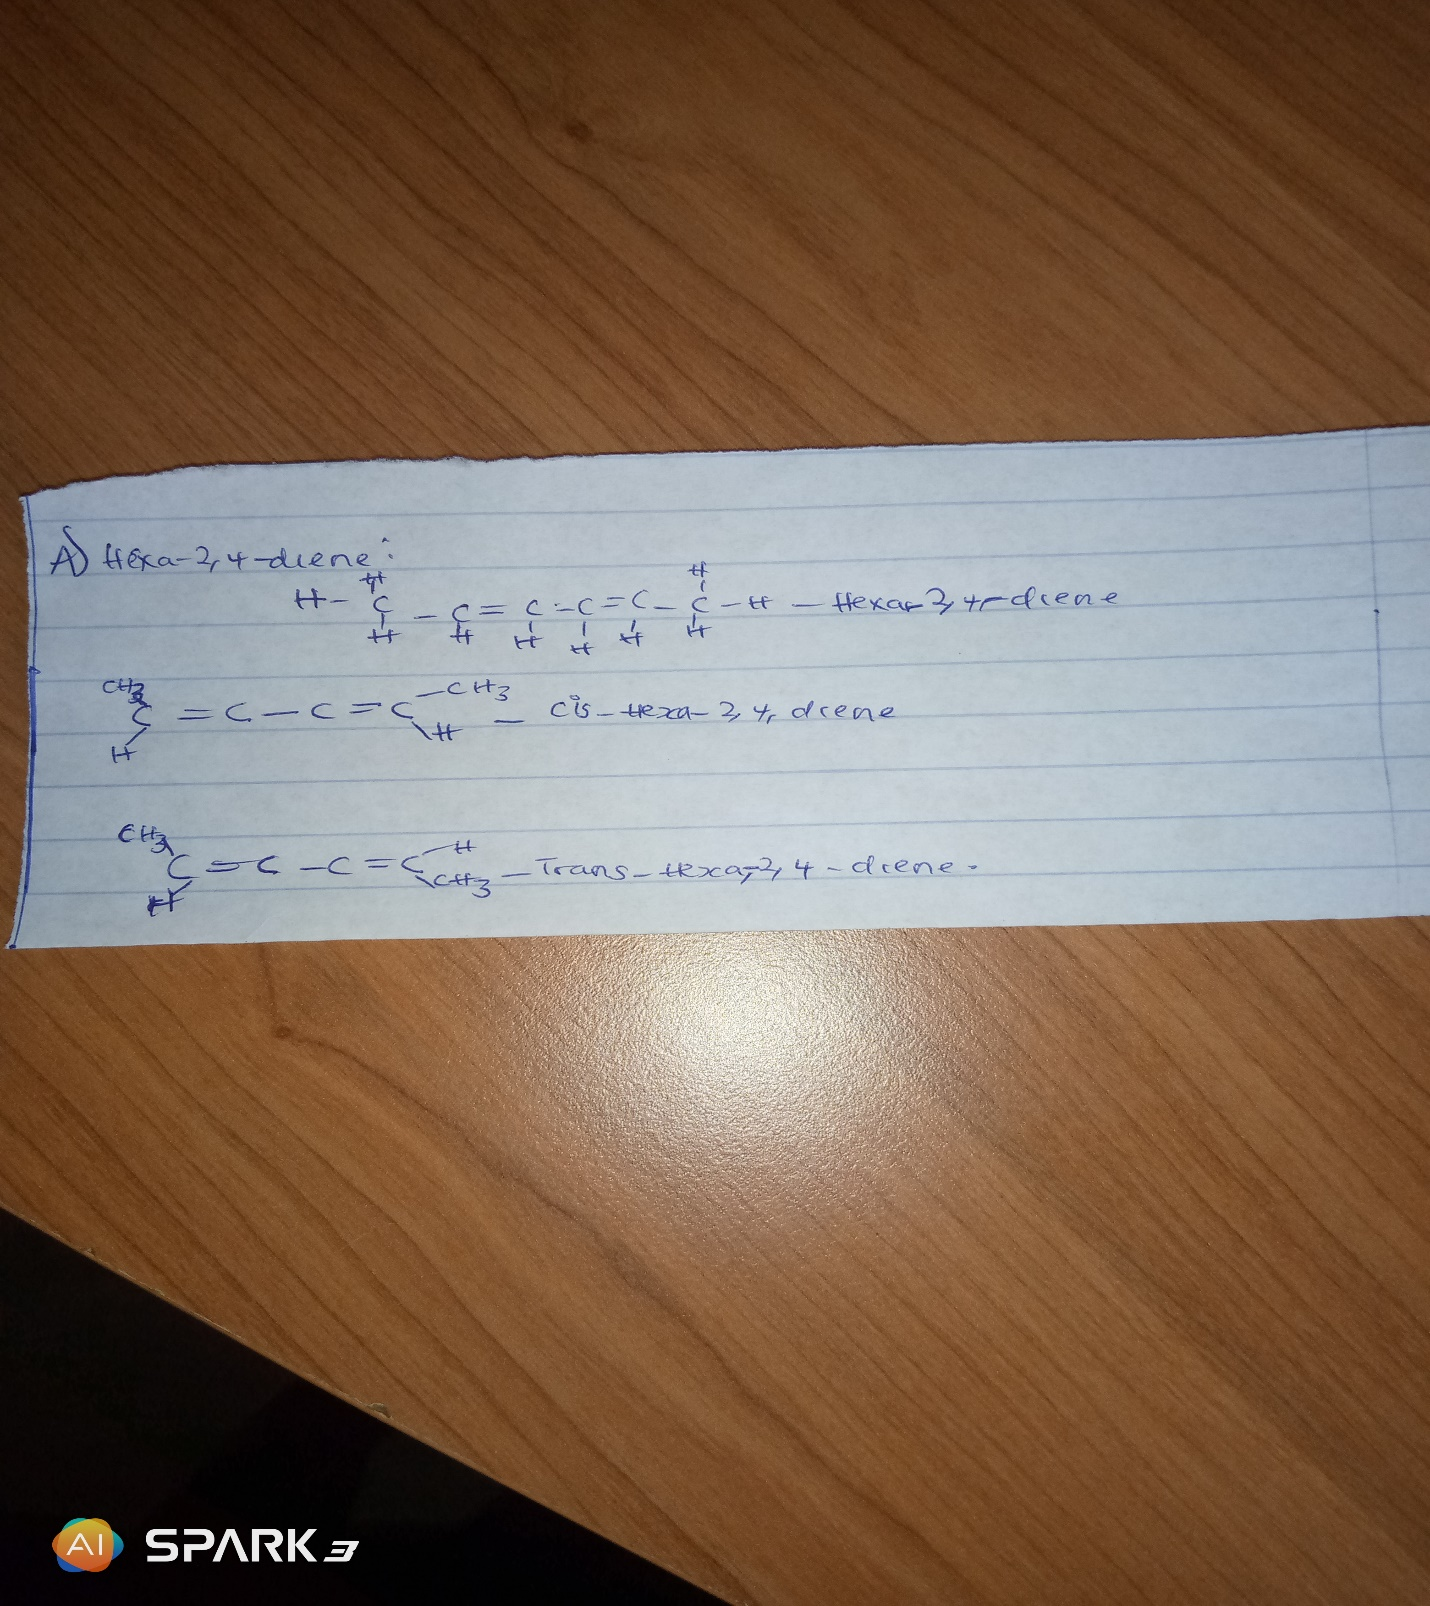 A) Hexa-2,4-diene:
H H
H- C - C = C - C = C - C - H - Hexa-2,4-diene
H H H H H H
CH3 -CH3
C = C - C = C - cis-Hexa-2,4, diene
H H
CH3 H
C = C - C = C - Trans-Hexa-2,4-diene.
H CH3
AI SPARK 3